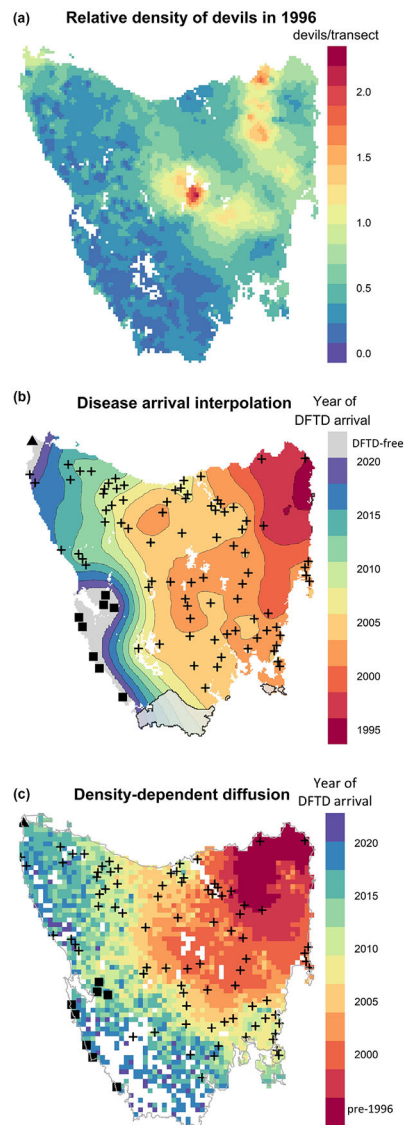 (a) Relative density of devils in 1996
devils/transect
2.0
1.5
1.0
0.5
0.0
(b) Disease arrival interpolation
Year of
DFTD arrival
DFTD-free
2020
2015
2010
2005
2000
1995
(c) Density-dependent diffusion
Year of
DFTD arrival
2020
2015
2010
2005
2000
pre-1996